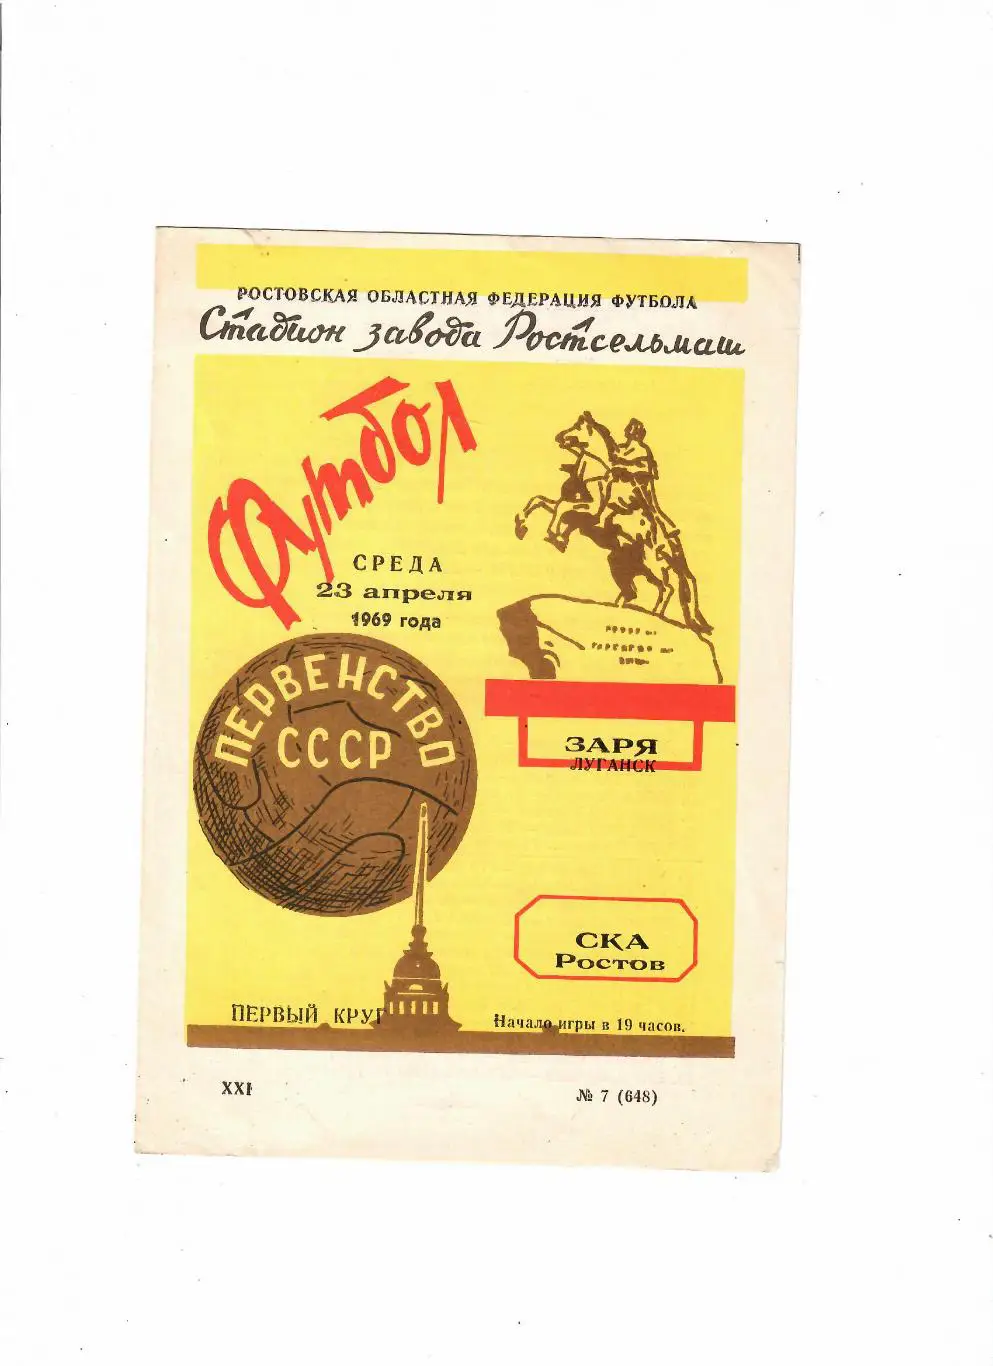 РОСТОВСКАЯ ОБЛАСТНАЯ ФЕДЕРАЦИЯ ФУТБОЛА
Стадион завода Ростсельмаш
Футбол
СРЕДА
23 апреля
1969 года
ПЕРВЕНСТВО
СССР
ЗАРЯ
ЛУГАНСК
СКА
РОСТОВ
ПЕРВЫЙ КРУГ
Начало игры в 19 часов.
XXI
№ 7 (648)